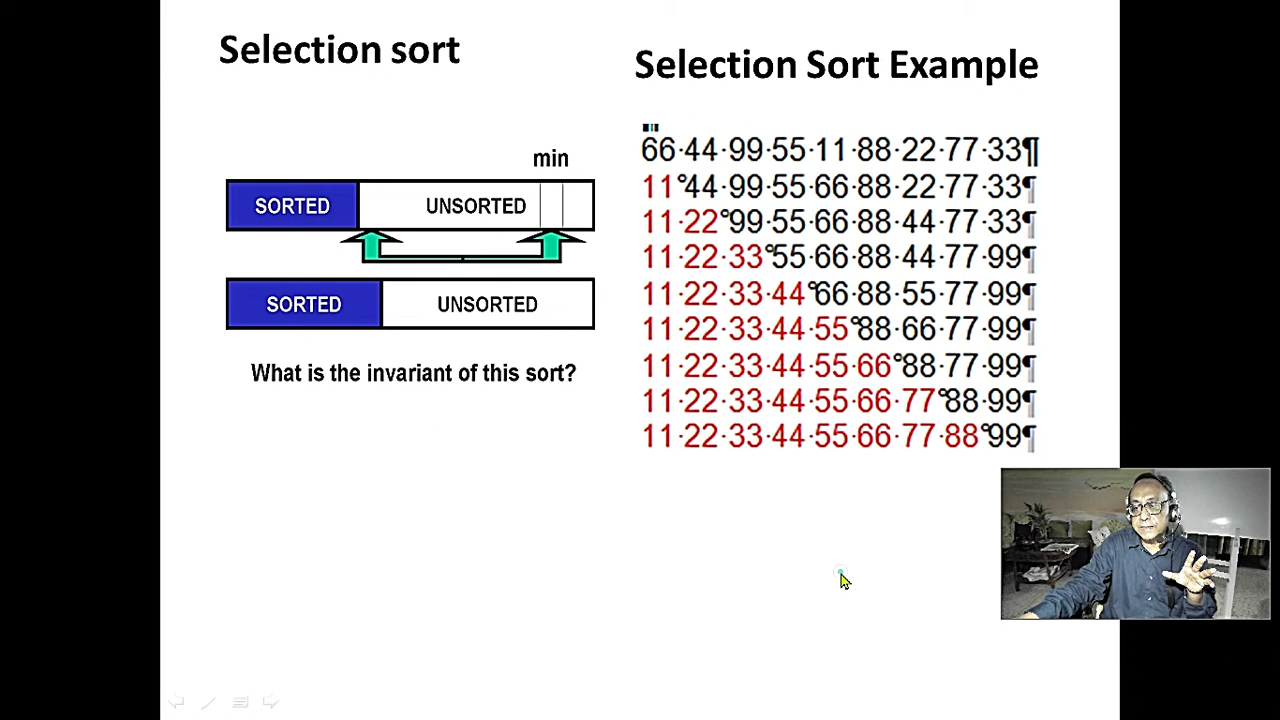 Selection sort
min
SORTED UNSORTED
SORTED UNSORTED
What is the invariant of this sort?
Selection Sort Example
66·44·99·55·11·88·22·77·33¶
11°44·99·55·66·88·22·77·33¶
11·22°99·55·66·88·44·77·33¶
11·22·33°55·66·88·44·77·99¶
11·22·33·44°66·88·55·77·99¶
11·22·33·44·55°88·66·77·99¶
11·22·33·44·55·66°88·77·99¶
11·22·33·44·55·66·77°88·99¶
11·22·33·44·55·66·77·88°99¶